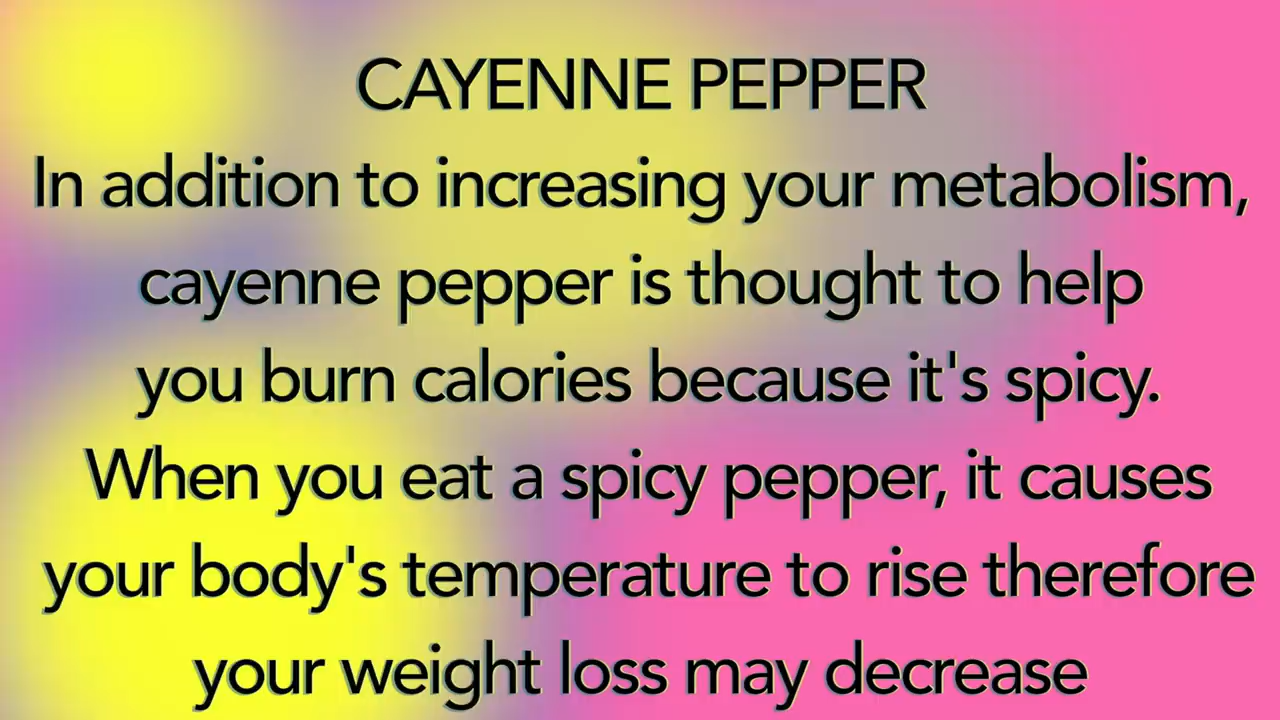 CAYENNE PEPPER
In addition to increasing your metabolism,
cayenne pepper is thought to help
you burn calories because it's spicy.
When you eat a spicy pepper, it causes
your body's temperature to rise therefore
your weight loss may decrease